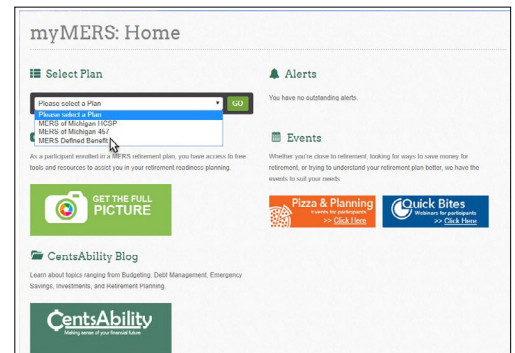 myMERS: Home
Select Plan
Please select a Plan
GO
Please select a Plan
MERS of Michigan HCSP
MERS of Michigan 457
MERS Defined Benefit
As a participant enrolled in a MERS retirement plan, you have access to free
tools and resources to assist you in your retirement readiness planning.
GET THE FULL
PICTURE
CentsAbility Blog
Learn about topics ranging from Budgeting, Debt Management, Emergency
Savings, Investments, and Retirement Planning.
CentsAbility
Making sense of your financial future
Alerts
You have no outstanding alerts.
Events
Whether you're close to retirement, looking for ways to save money for
retirement, or trying to understand your retirement plan better, we have the
events to suit your needs.
Pizza & Planning
Events for participants
>> Click Here
Quick Bites
Webinars for participants
>> Click Here